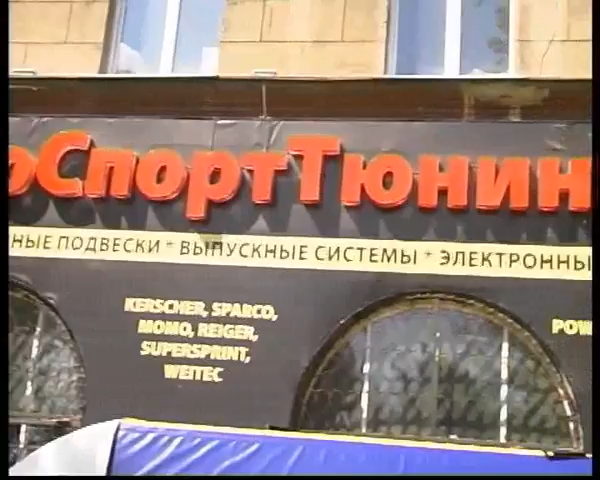 оСпортТюнин
НЫЕ ПОДВЕСКИ * ВЫПУСКНЫЕ СИСТЕМЫ * ЭЛЕКТРОННЫ
KERSCHER, SPARCO,
MOMO, REIGER,
SUPERSPRINT,
WEITEC
POW